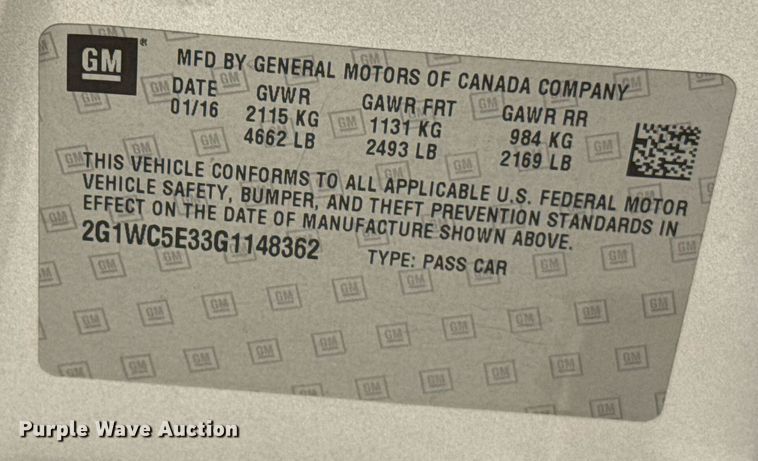 GM®
MFD BY GENERAL MOTORS OF CANADA COMPANY
DATE GVWR GAWR FRT GAWR RR
01/16 2115 KG 1131 KG 984 KG
4662 LB 2493 LB 2169 LB
THIS VEHICLE CONFORMS TO ALL APPLICABLE U.S. FEDERAL MOTOR
VEHICLE SAFETY, BUMPER, AND THEFT PREVENTION STANDARDS IN
EFFECT ON THE DATE OF MANUFACTURE SHOWN ABOVE.
2G1WC5E33G1148362 TYPE: PASS CAR
Purple Wave Auction